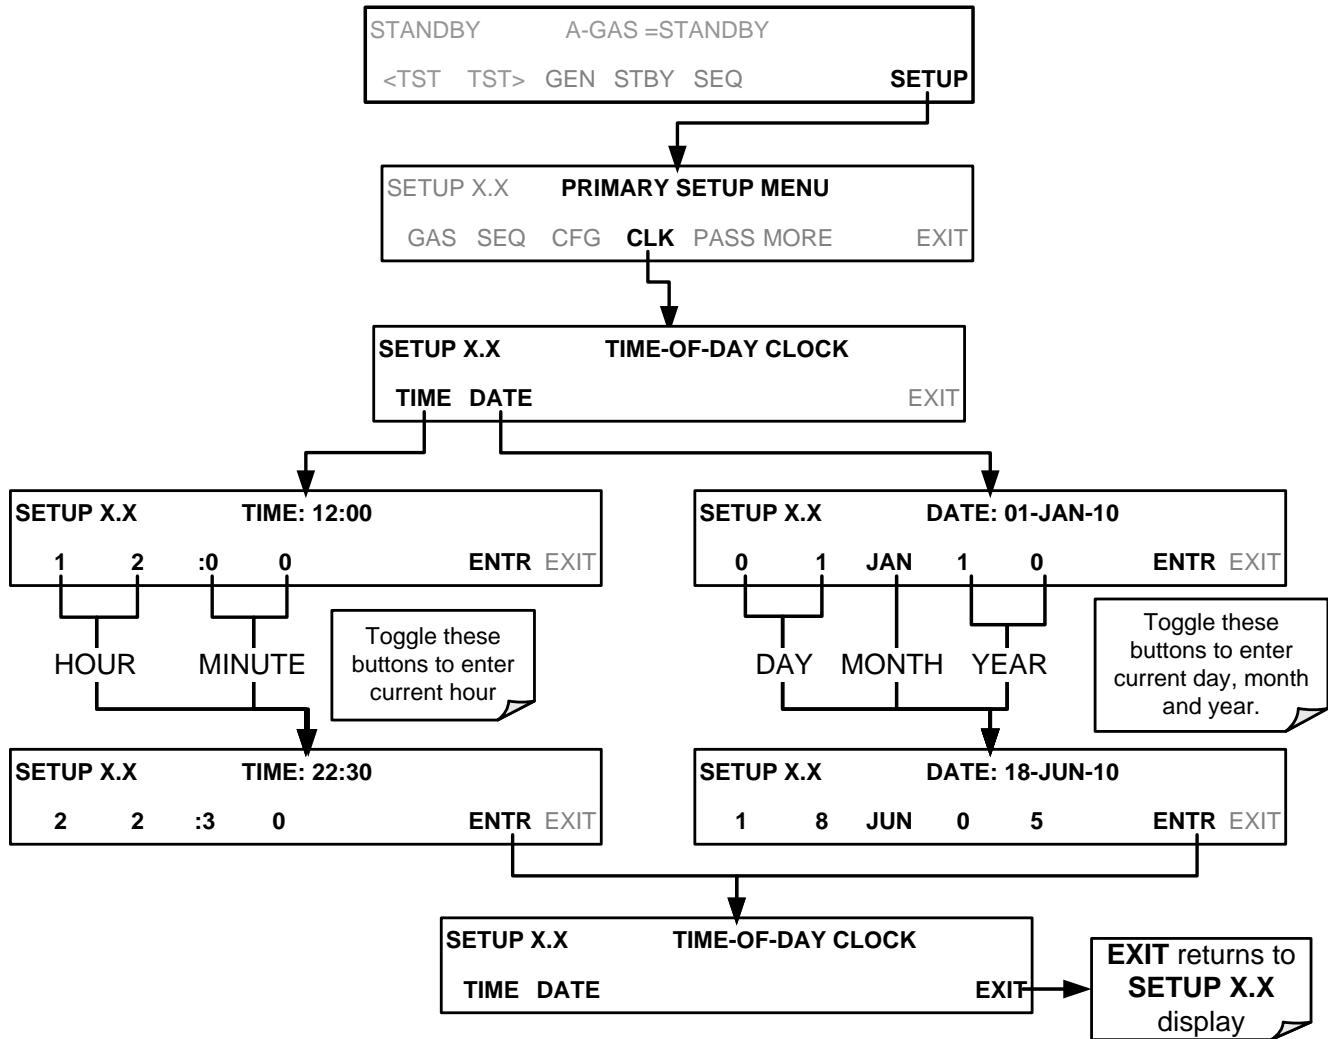 STANDBY A-GAS =STANDBY
<TST TST> GEN STBY SEQ SETUP
SETUP X.X PRIMARY SETUP MENU
GAS SEQ CFG CLK PASS MORE EXIT
SETUP X.X TIME-OF-DAY CLOCK
TIME DATE EXIT
SETUP X.X TIME: 12:00
1 2 :0 0 ENTR EXIT
HOUR MINUTE
Toggle these
buttons to enter
current hour
SETUP X.X TIME: 22:30
2 2 :3 0 ENTR EXIT
SETUP X.X DATE: 01-JAN-10
0 1 JAN 1 0 ENTR EXIT
DAY MONTH YEAR
Toggle these
buttons to enter
current day, month
and year.
SETUP X.X DATE: 18-JUN-10
1 8 JUN 0 5 ENTR EXIT
SETUP X.X TIME-OF-DAY CLOCK
TIME DATE EXIT
EXIT returns to
SETUP X.X
display